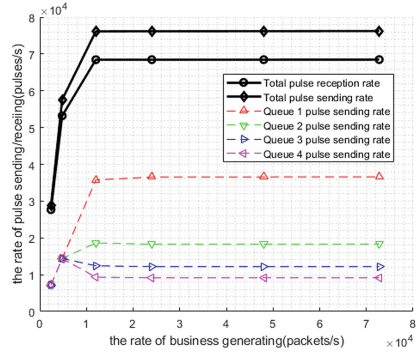 ×10⁴
8
7
6
5
4
3
2
1
0
the rate of pulse sending/receiing(pulses/s)
Total pulse reception rate
Total pulse sending rate
Queue 1 pulse sending rate
Queue 2 pulse sending rate
Queue 3 pulse sending rate
Queue 4 pulse sending rate
0 1 2 3 4 5 6 7 8
the rate of business generating(packets/s)
×10⁴